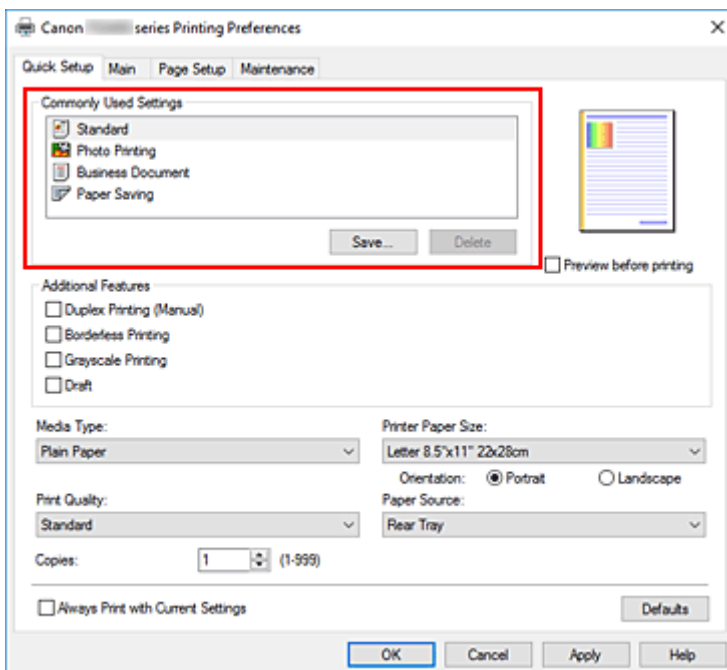 Canon series Printing Preferences
Quick Setup Main Page Setup Maintenance
Commonly Used Settings
Standard
Photo Printing
Business Document
Paper Saving
Save... Delete
Preview before printing
Additional Features
Duplex Printing (Manual)
Borderless Printing
Grayscale Printing
Draft
Media Type: Printer Paper Size:
Plain Paper Letter 8.5"x11" 22x28cm
Orientation: Portrait Landscape
Print Quality: Paper Source:
Standard Rear Tray
Copies: 1 (1-999)
Always Print with Current Settings Defaults
OK Cancel Apply Help